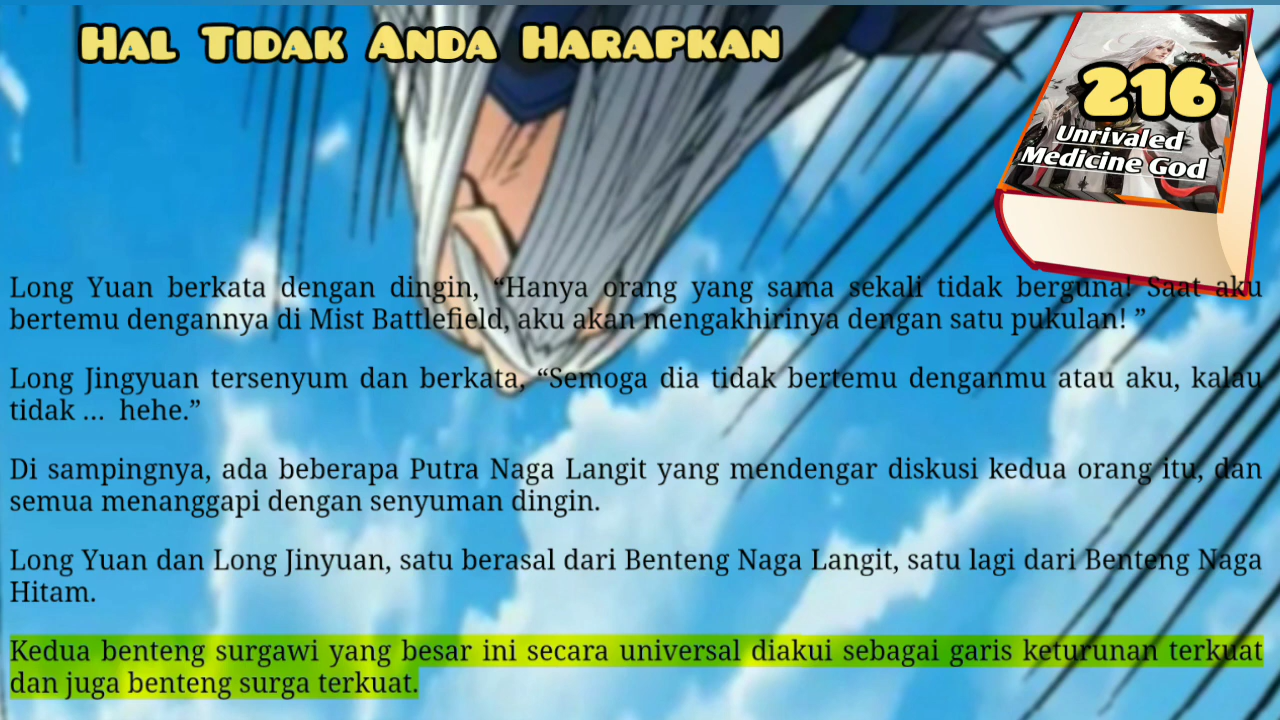 Hal Tidak Anda Harapkan
216
Unrivaled
Medicine God
Long Yuan berkata dengan dingin, “Hanya orang yang sama sekali tidak berguna! Saat aku
bertemu dengannya di Mist Battlefield, aku akan mengakhirinya dengan satu pukulan! ”
Long Jingyuan tersenyum dan berkata, “Semoga dia tidak bertemu denganmu atau aku, kalau
tidak … hehe.”
Di sampingnya, ada beberapa Putra Naga Langit yang mendengar diskusi kedua orang itu, dan
semua menanggapi dengan senyuman dingin.
Long Yuan dan Long Jinyuan, satu berasal dari Benteng Naga Langit, satu lagi dari Benteng Naga
Hitam.
Kedua benteng surgawi yang besar ini secara universal diakui sebagai garis keturunan terkuat
dan juga benteng surga terkuat.